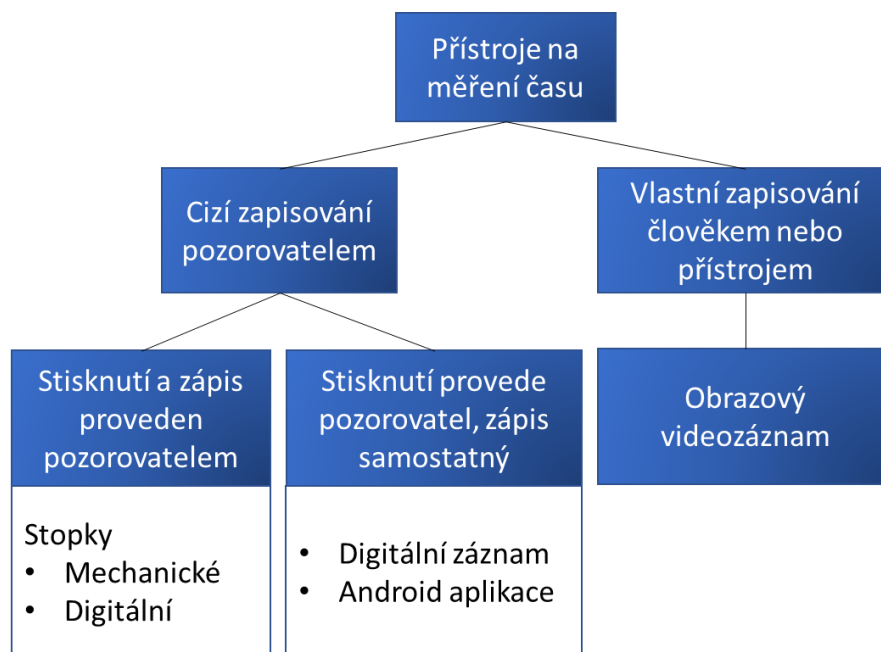 Přístroje na
měření času
Cizí zapisování
pozorovatelem
Vlastní zapisování
člověkem nebo
přístrojem
Stisknutí a zápis
proveden
pozorovatelem
Stisknutí provede
pozorovatel, zápis
samostatný
Obrazový
videozáznam
Stopky
• Mechanické
• Digitální
• Digitální záznam
• Android aplikace